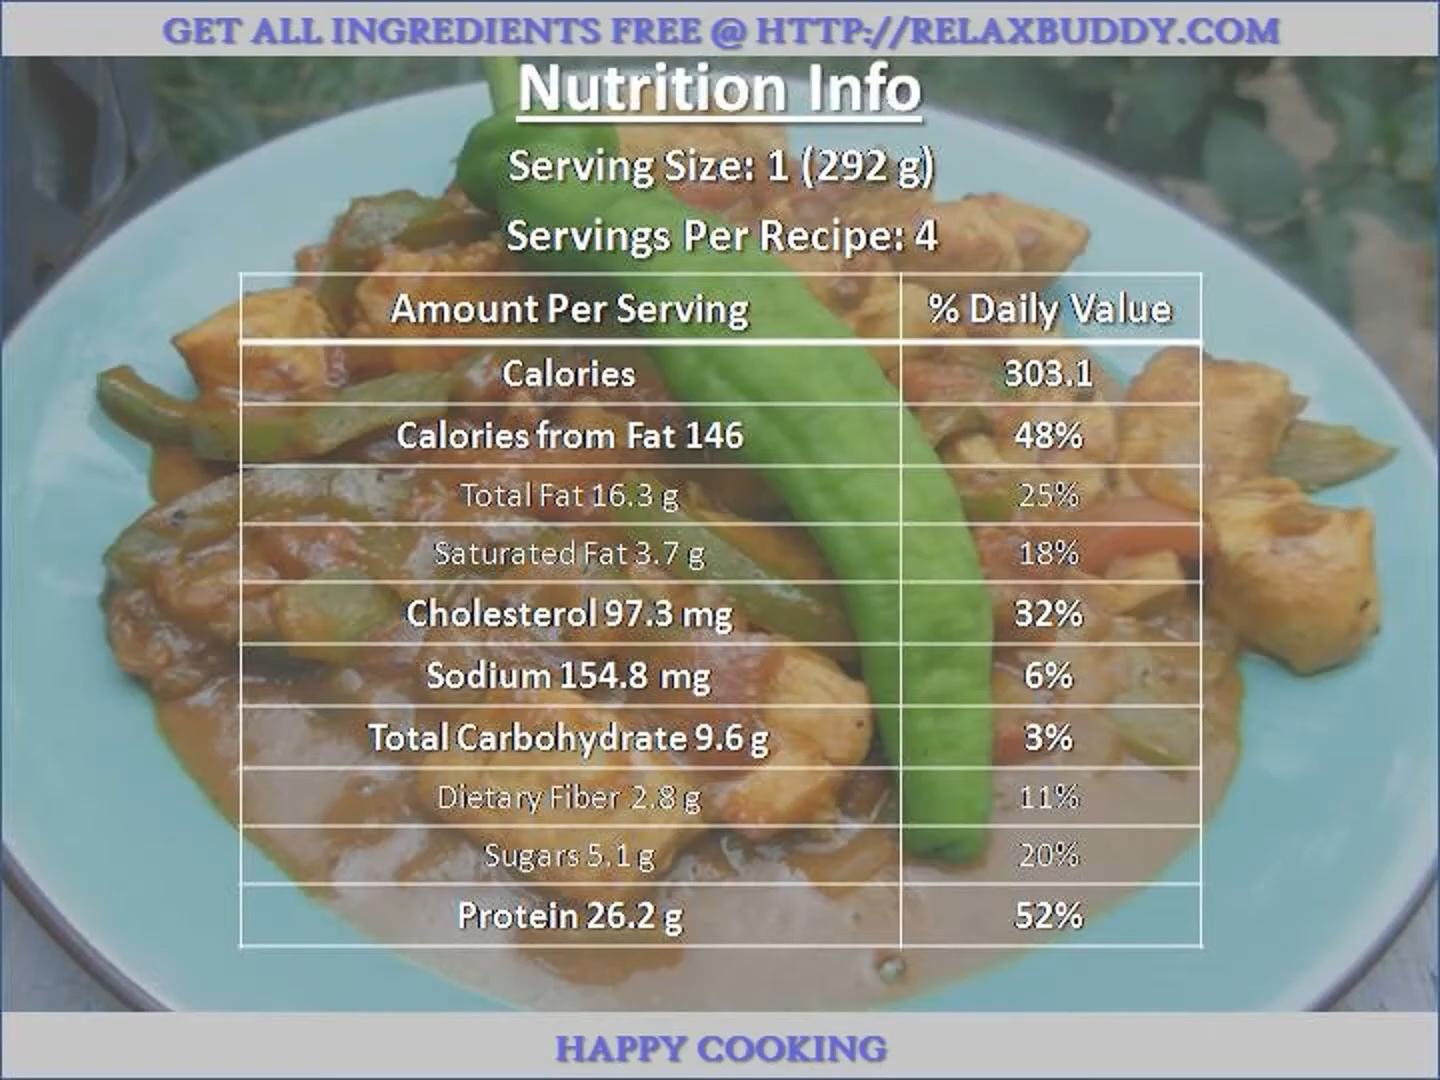 GET ALL INGREDIENTS FREE @ HTTP://RELAXBUDDY.COM
Nutrition Info
Serving Size: 1 (292 g)
Servings Per Recipe: 4
Amount Per Serving % Daily Value
Calories 303.1
Calories from Fat 146 48%
Total Fat 16.3 g 25%
Saturated Fat 3.7 g 18%
Cholesterol 97.3 mg 32%
Sodium 154.8 mg 6%
Total Carbohydrate 9.6 g 3%
Dietary Fiber 2.8 g 11%
Sugars 5.1 g 20%
Protein 26.2 g 52%
HAPPY COOKING